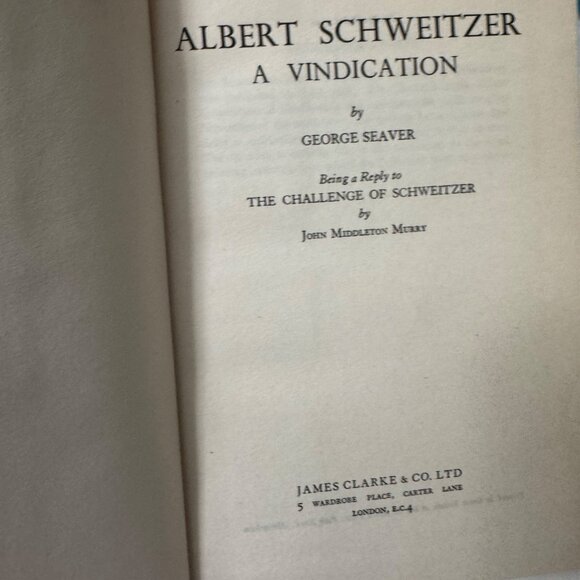 ALBERT SCHWEITZER
A VINDICATION
by
GEORGE SEAVER
Being a Reply to
THE CHALLENGE OF SCHWEITZER
by
JOHN MIDDLETON MURRY
JAMES CLARKE & CO. LTD
5 WARDROBE PLACE, CARTER LANE
LONDON, E.C.4